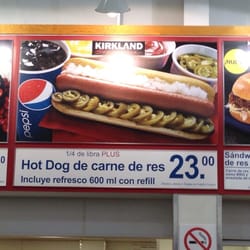 KIRKLAND
pepsi
1/4 de libra PLUS
Hot Dog de carne de res 23.00
Incluye refresco 600 ml con refill
Sándw
de res